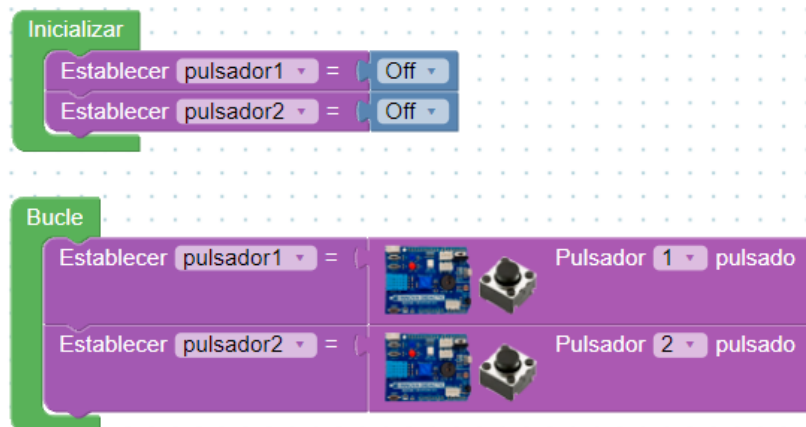 Inicializar
Establecer pulsador1 = Off
Establecer pulsador2 = Off
Bucle
Establecer pulsador1 = Pulsador 1 pulsado
Establecer pulsador2 = Pulsador 2 pulsado